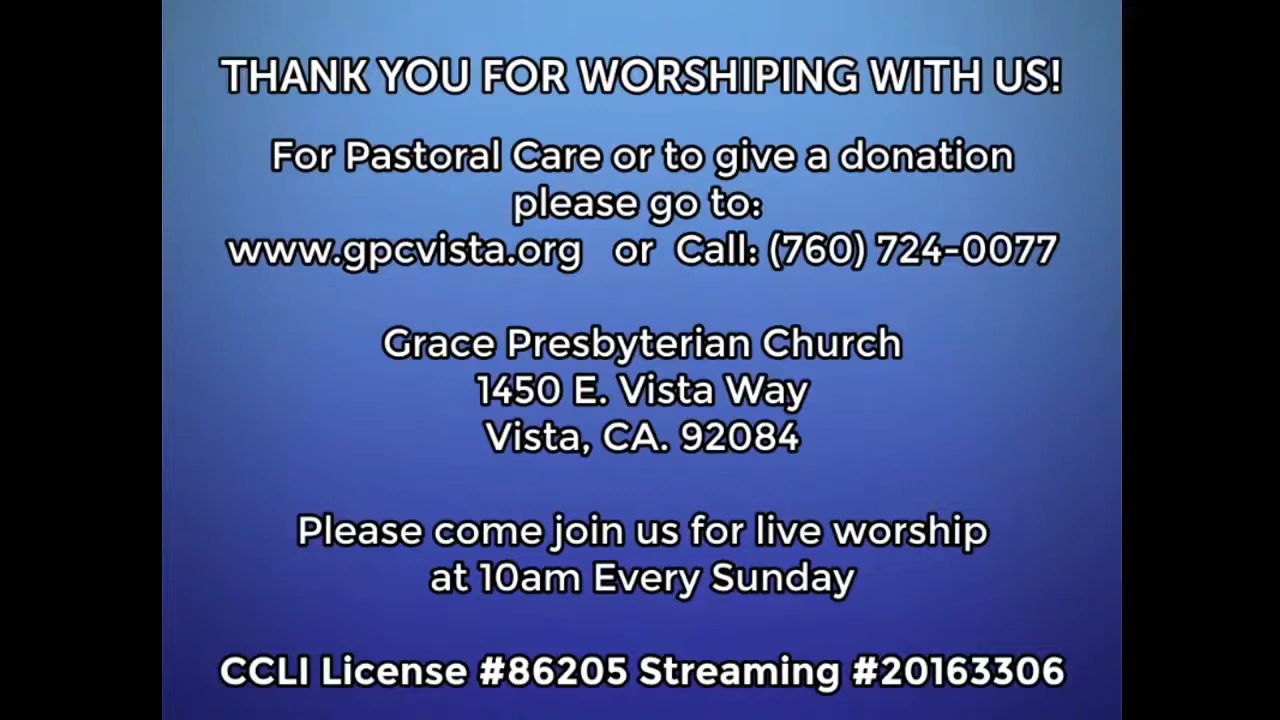 THANK YOU FOR WORSHIPING WITH US!
For Pastoral Care or to give a donation
please go to:
www.gpcvista.org or Call: (760) 724-0077
Grace Presbyterian Church
1450 E. Vista Way
Vista, CA. 92084
Please come join us for live worship
at 10am Every Sunday
CCLI License #86205 Streaming #20163306